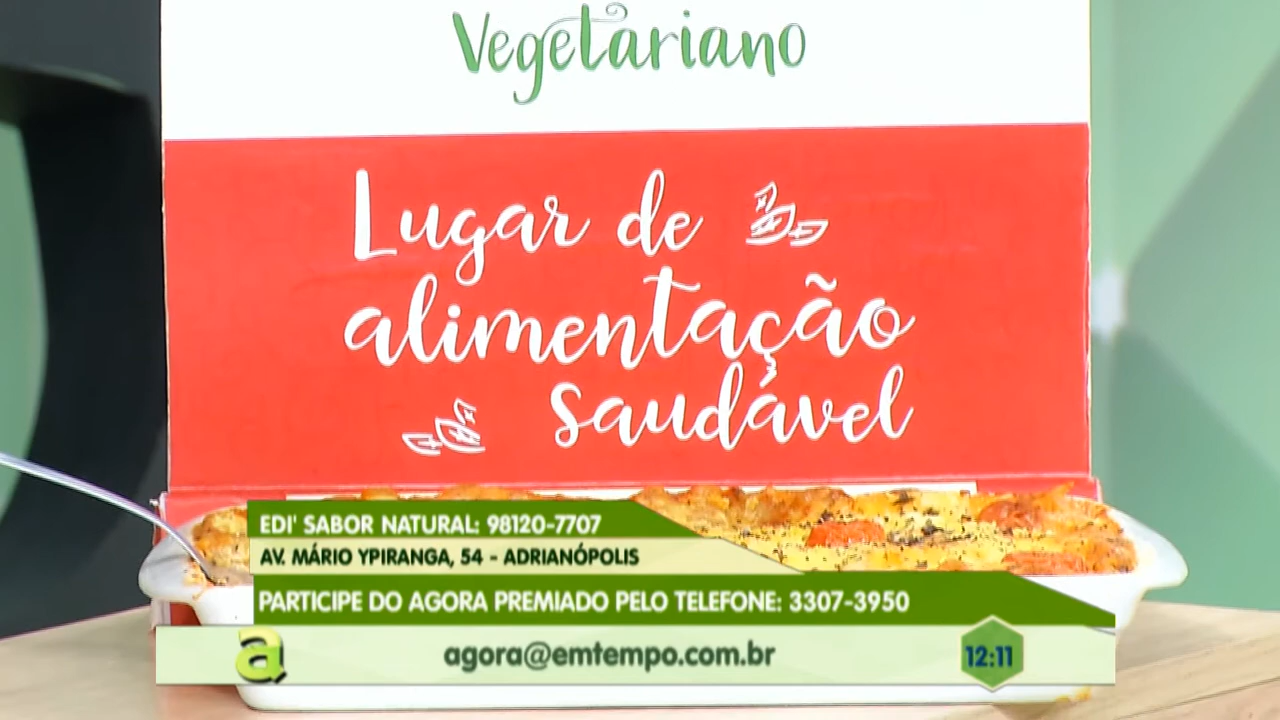 Vegetariano
Lugar de
alimentação
saudável
EDI' SABOR NATURAL: 98120-7707
AV. MÁRIO YPIRANGA, 54 - ADRIANÓPOLIS
PARTICIPE DO AGORA PREMIADO PELO TELEFONE: 3307-3950
a
agora@emtempo.com.br
12:11